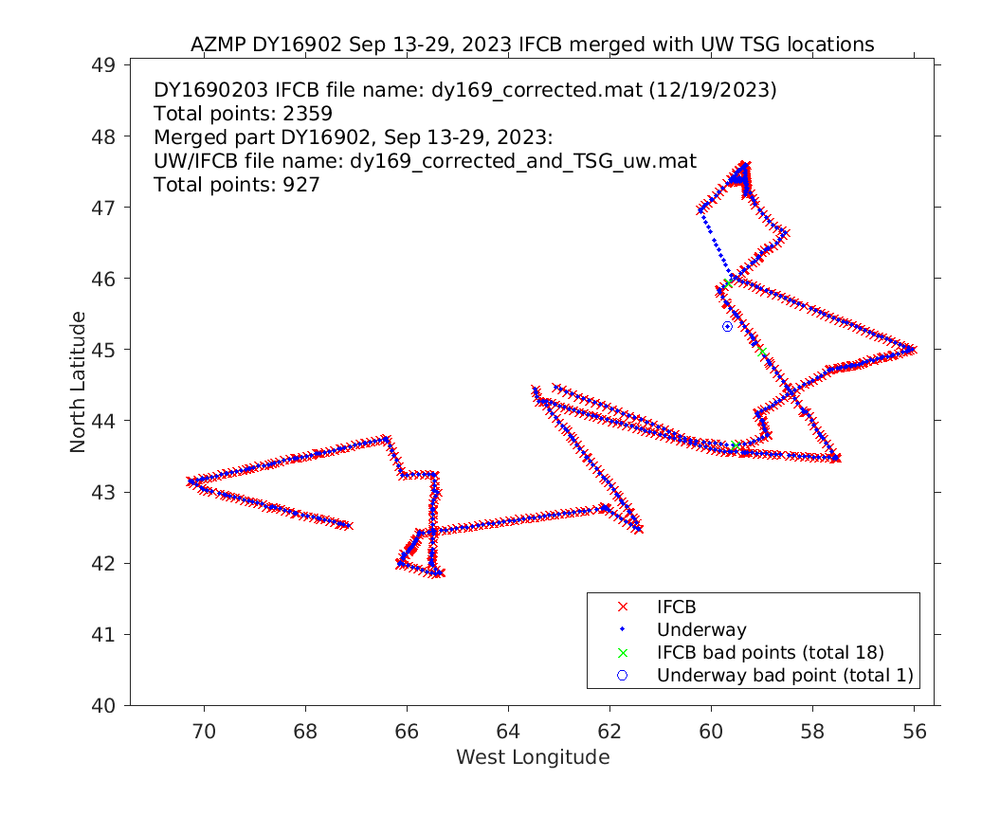 AZMP DY16902 Sep 13-29, 2023 IFCB merged with UW TSG locations
DY1690203 IFCB file name: dy169_corrected.mat (12/19/2023)
Total points: 2359
Merged part DY16902, Sep 13-29, 2023:
UW/IFCB file name: dy169_corrected_and_TSG_uw.mat
Total points: 927
49
48
47
46
45
44
43
42
41
40
North Latitude
IFCB
Underway
IFCB bad points (total 18)
Underway bad point (total 1)
70 68 66 64 62 60 58 56
West Longitude